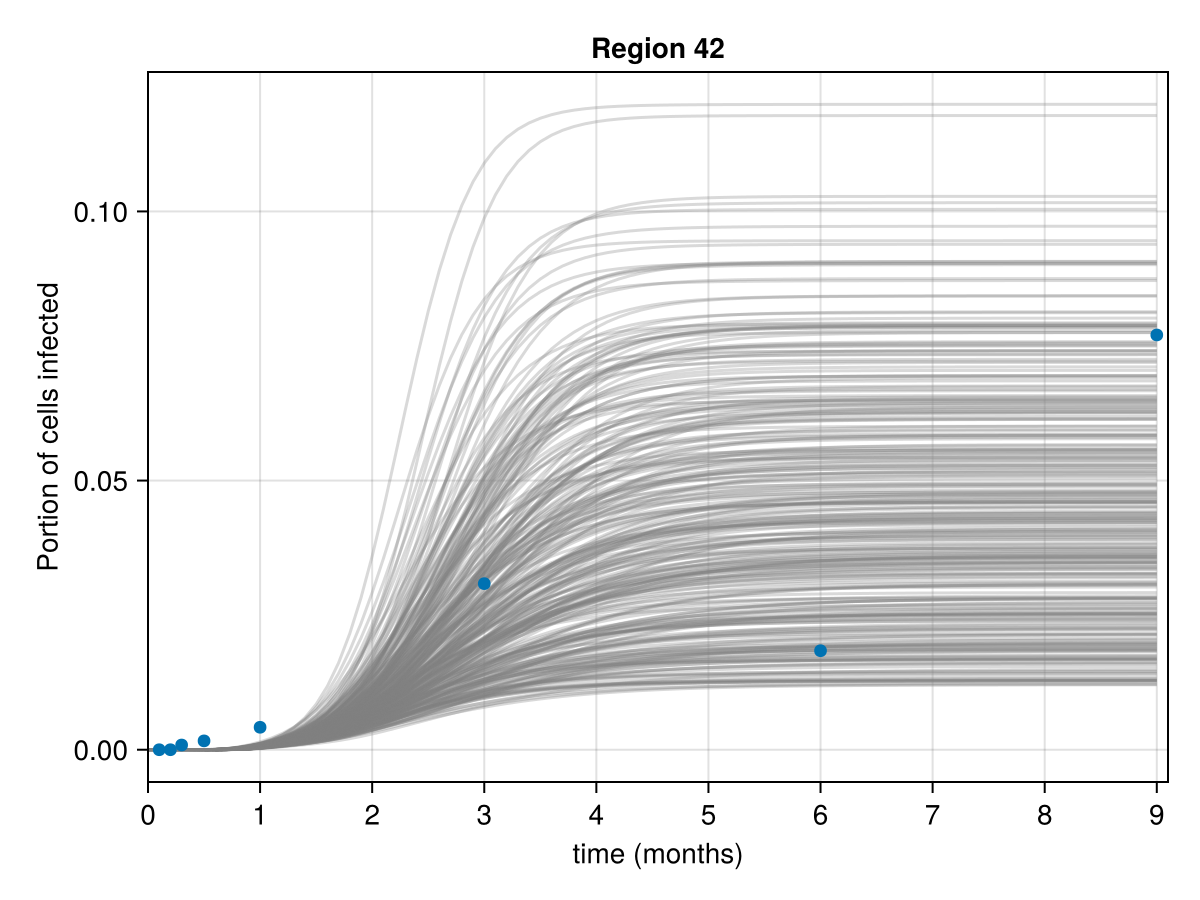 Region 42
Portion of cells infected
0.10
0.05
0.00
0 1 2 3 4 5 6 7 8 9
time (months)